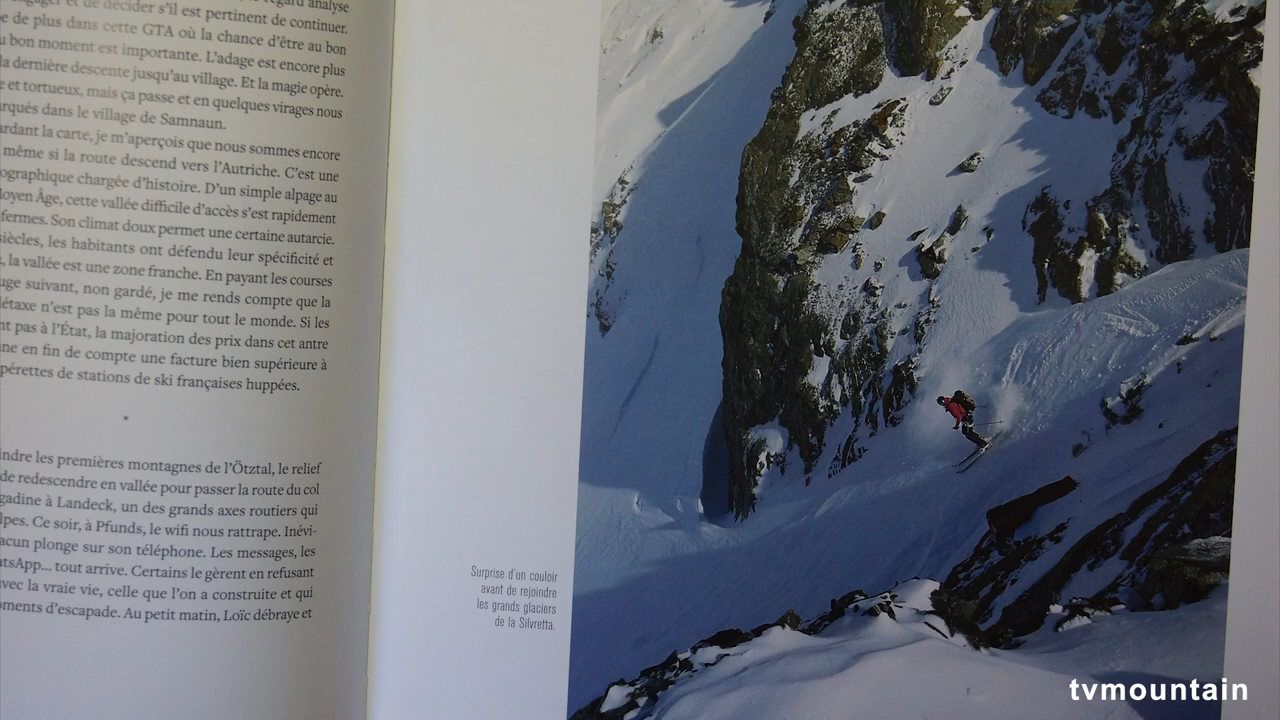 et de décider s'il est pertinent de continuer.
e de plus dans cette GTA où la chance d'être au bon
u bon moment est importante. L'adage est encore plus
la dernière descente jusqu'au village. Et la magie opère.
e et tortueux, mais ça passe et en quelques virages nous
rqués dans le village de Samnaun.
ardant la carte, je m'aperçois que nous sommes encore
même si la route descend vers l'Autriche. C'est une
ographique chargée d'histoire. D'un simple alpage au
Moyen Âge, cette vallée difficile d'accès s'est rapidement
fermes. Son climat doux permet une certaine autarcie.
siècles, les habitants ont défendu leur spécificité et
, la vallée est une zone franche. En payant les courses
uge suivant, non gardé, je me rends compte que la
détaxe n'est pas la même pour tout le monde. Si les
nt pas à l'État, la majoration des prix dans cet antre
ne en fin de compte une facture bien supérieure à
pérettes de stations de ski françaises huppées.
*
indre les premières montagnes de l'Ötztal, le relief
de redescendre en vallée pour passer la route du col
gadine à Landeck, un des grands axes routiers qui
lpes. Ce soir, à Pfunds, le wifi nous rattrape. Inévi-
acun plonge sur son téléphone. Les messages, les
atsApp... tout arrive. Certains le gèrent en refusant
vec la vraie vie, celle que l'on a construite et qui
oments d'escapade. Au petit matin, Loïc débraye et
Surprise d'un couloir
avant de rejoindre
les grands glaciers
de la Silvretta.
tvmountain